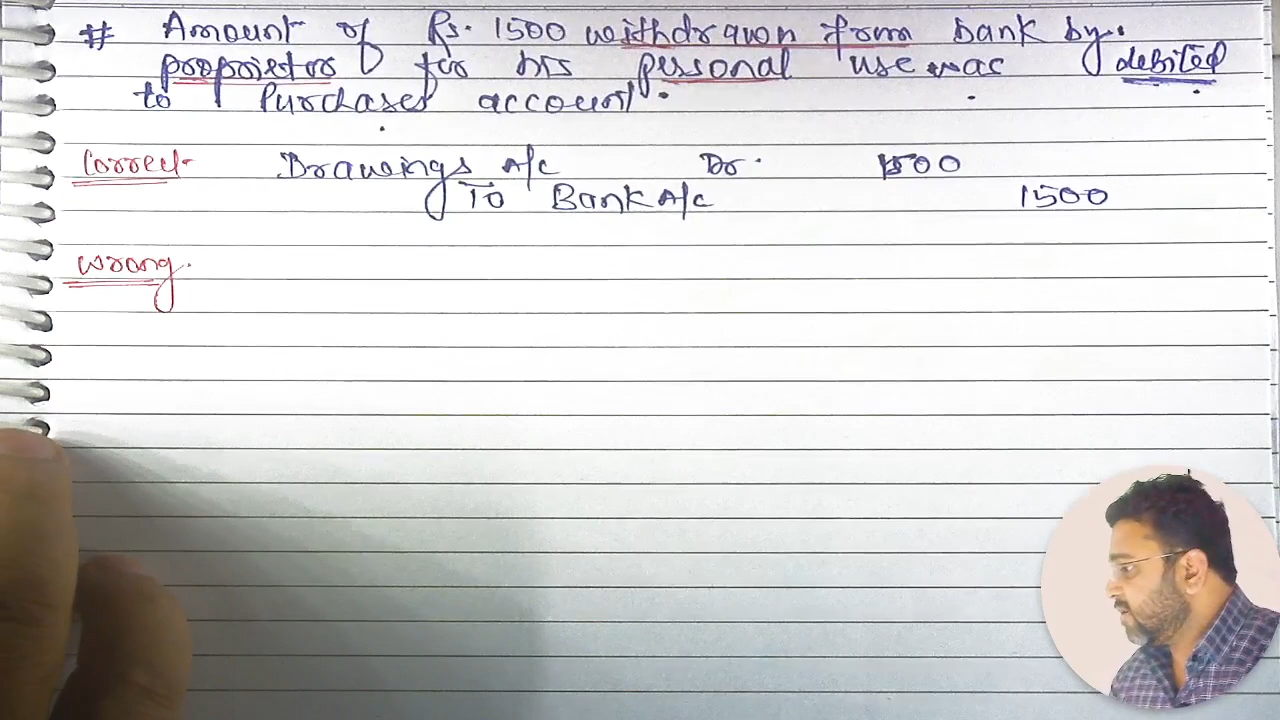 # Amount of Rs. 1500 withdrawn from bank by
proprietor for his personal use was debited
to Purchases account.
Correct Drawings A/c Dr. 1500
To Bank A/c 1500
Wrong.